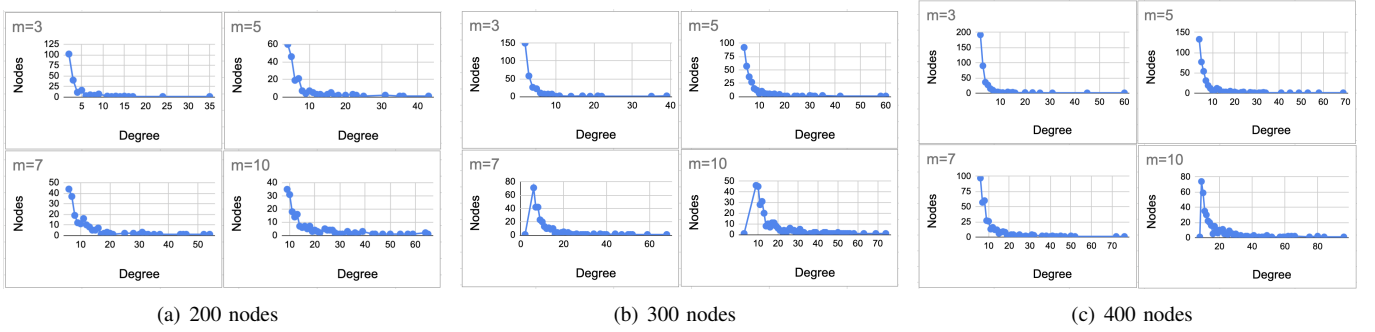 m=3
Nodes
125
100
75
50
25
0
5 10 15 20 25 30 35
Degree
m=5
Nodes
60
40
20
0
10 20 30 40
Degree
m=7
Nodes
50
40
30
20
10
0
10 20 30 40 50
Degree
m=10
Nodes
40
30
20
10
0
10 20 30 40 50 60
Degree
(a) 200 nodes
m=3
Nodes
150
100
50
0
9 19 29 39
Degree
m=5
Nodes
100
75
50
25
0
10 20 30 40 50 60
Degree
m=7
Nodes
80
60
40
20
0
0 20 40 60
Degree
m=10
Nodes
50
40
30
20
10
0
10 20 30 40 50 60 70
Degree
(b) 300 nodes
m=3
Nodes
200
150
100
50
0
10 20 30 40 50 60
Degree
m=5
Nodes
150
100
50
0
10 20 30 40 50 60 70
Degree
m=7
Nodes
100
75
50
25
0
10 20 30 40 50 60 70
Degree
m=10
Nodes
80
60
40
20
0
20 40 60 80
Degree
(c) 400 nodes